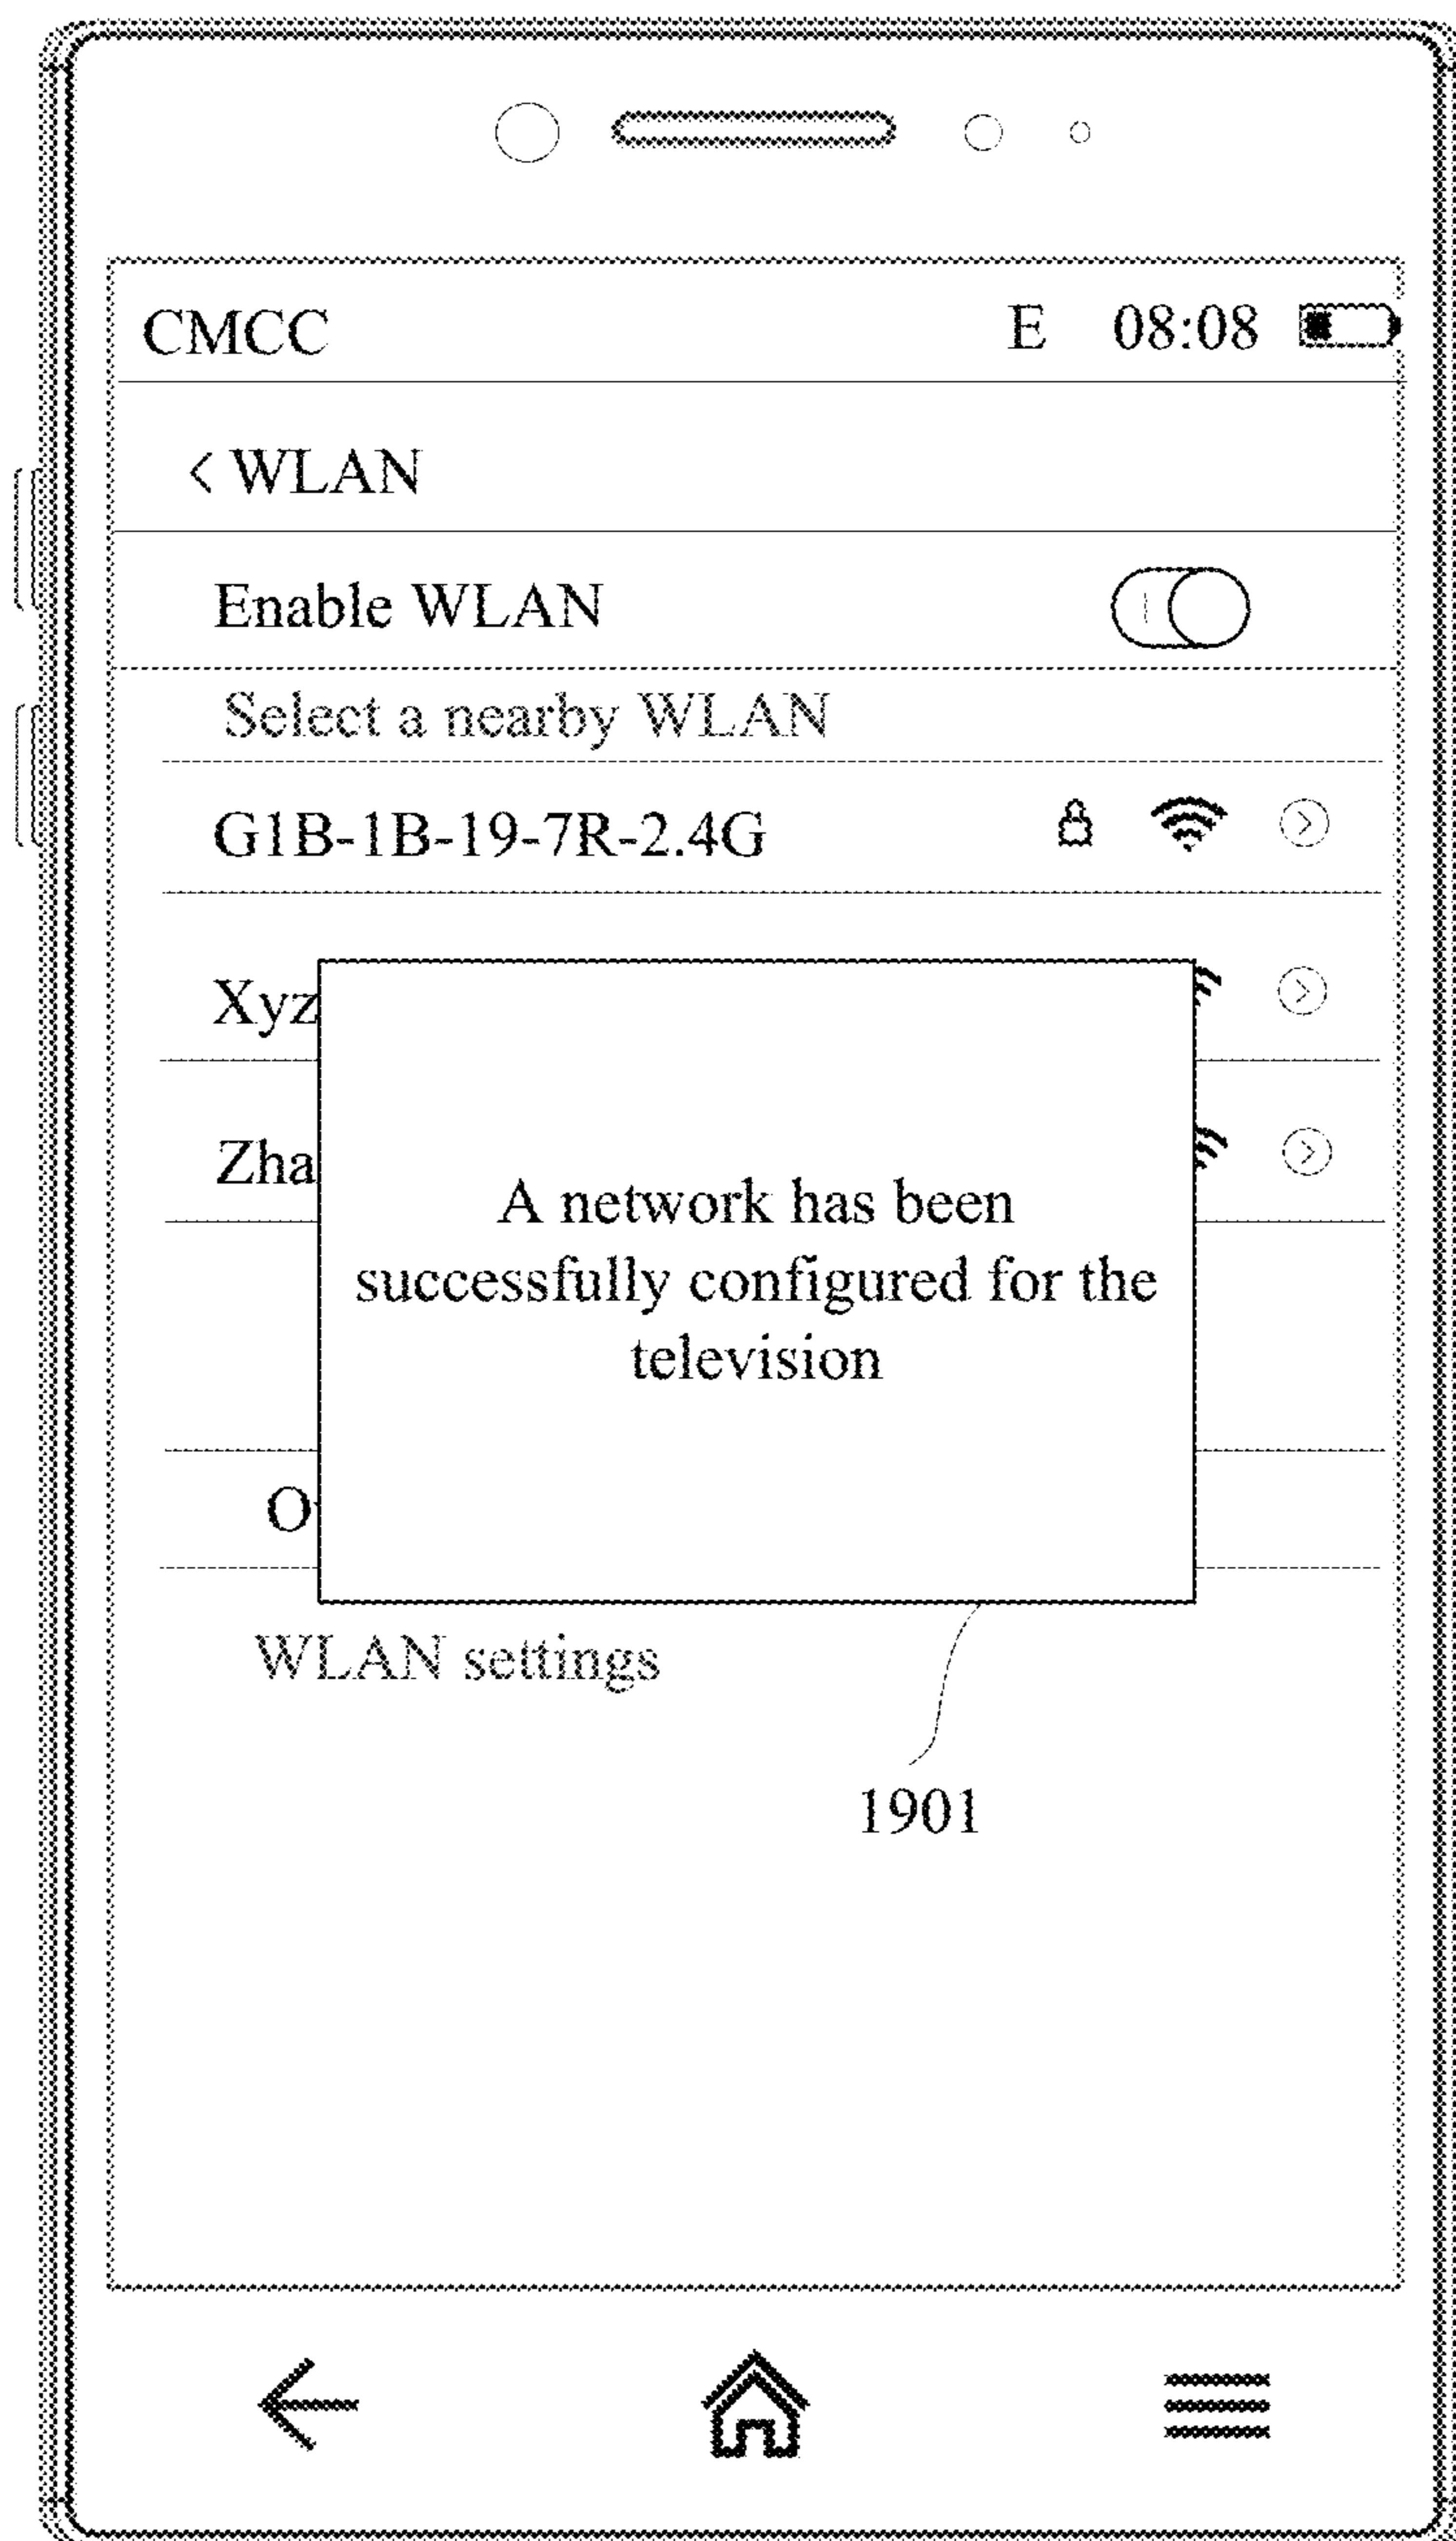 CMCC E 08:08
< WLAN
Enable WLAN
Select a nearby WLAN
G1B-1B-19-7R-2.4G
Xyz
Zha
A network has been
successfully configured for the
television
O
WLAN settings
1901